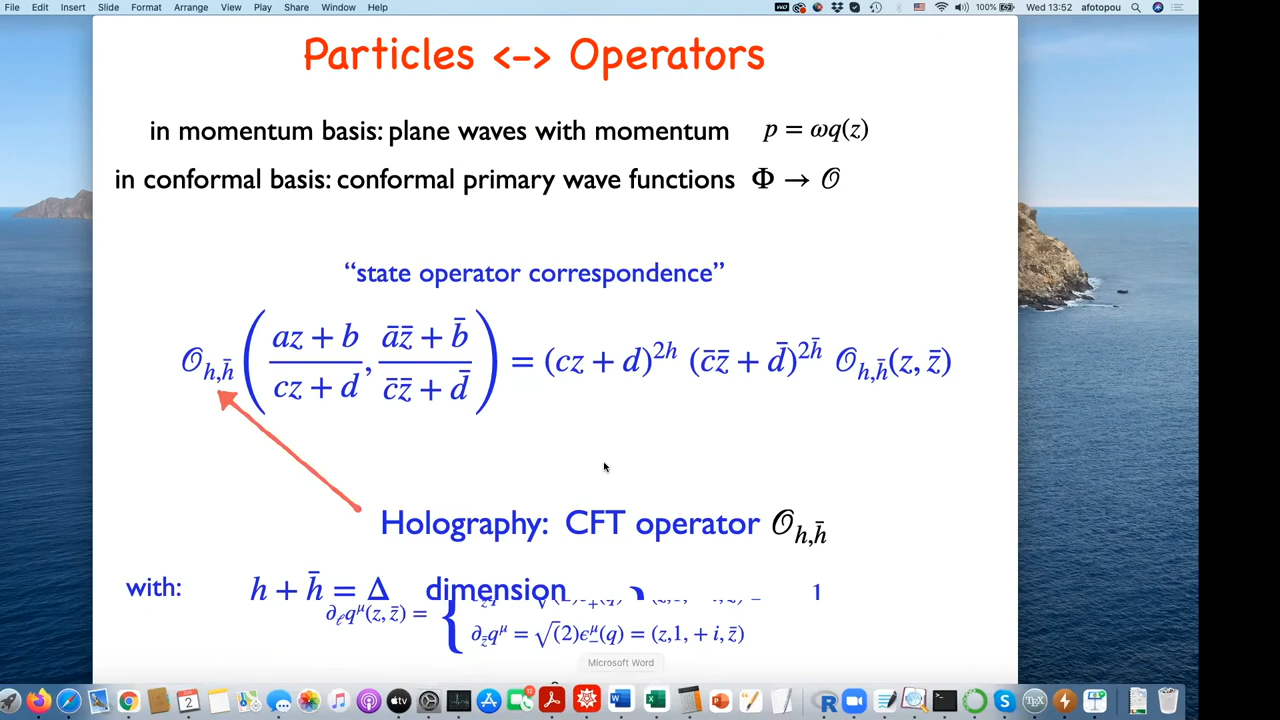 File Edit Insert Slide Format Arrange View Play Share Window Help 100% Wed 13:52 afotopou
Particles <-> Operators
in momentum basis: plane waves with momentum p = ωq(z)
in conformal basis: conformal primary wave functions Φ → 𝒪
“state operator correspondence”
𝒪_{h,h̄} ( (az + b)/(cz + d), (āz̄ + b̄)/(c̄z̄ + d̄) ) = (cz + d)^{2h} (c̄z̄ + d̄)^{2h̄} 𝒪_{h,h̄}(z, z̄)
Holography: CFT operator 𝒪_{h,h̄}
with: h + h̄ = Δ dimension
1
∂_ℓ q^μ(z, z̄) = {
∂_{z̄}q^μ = √(2)ϵ_−^μ(q) = (z,1, + i, z̄)
Microsoft Word